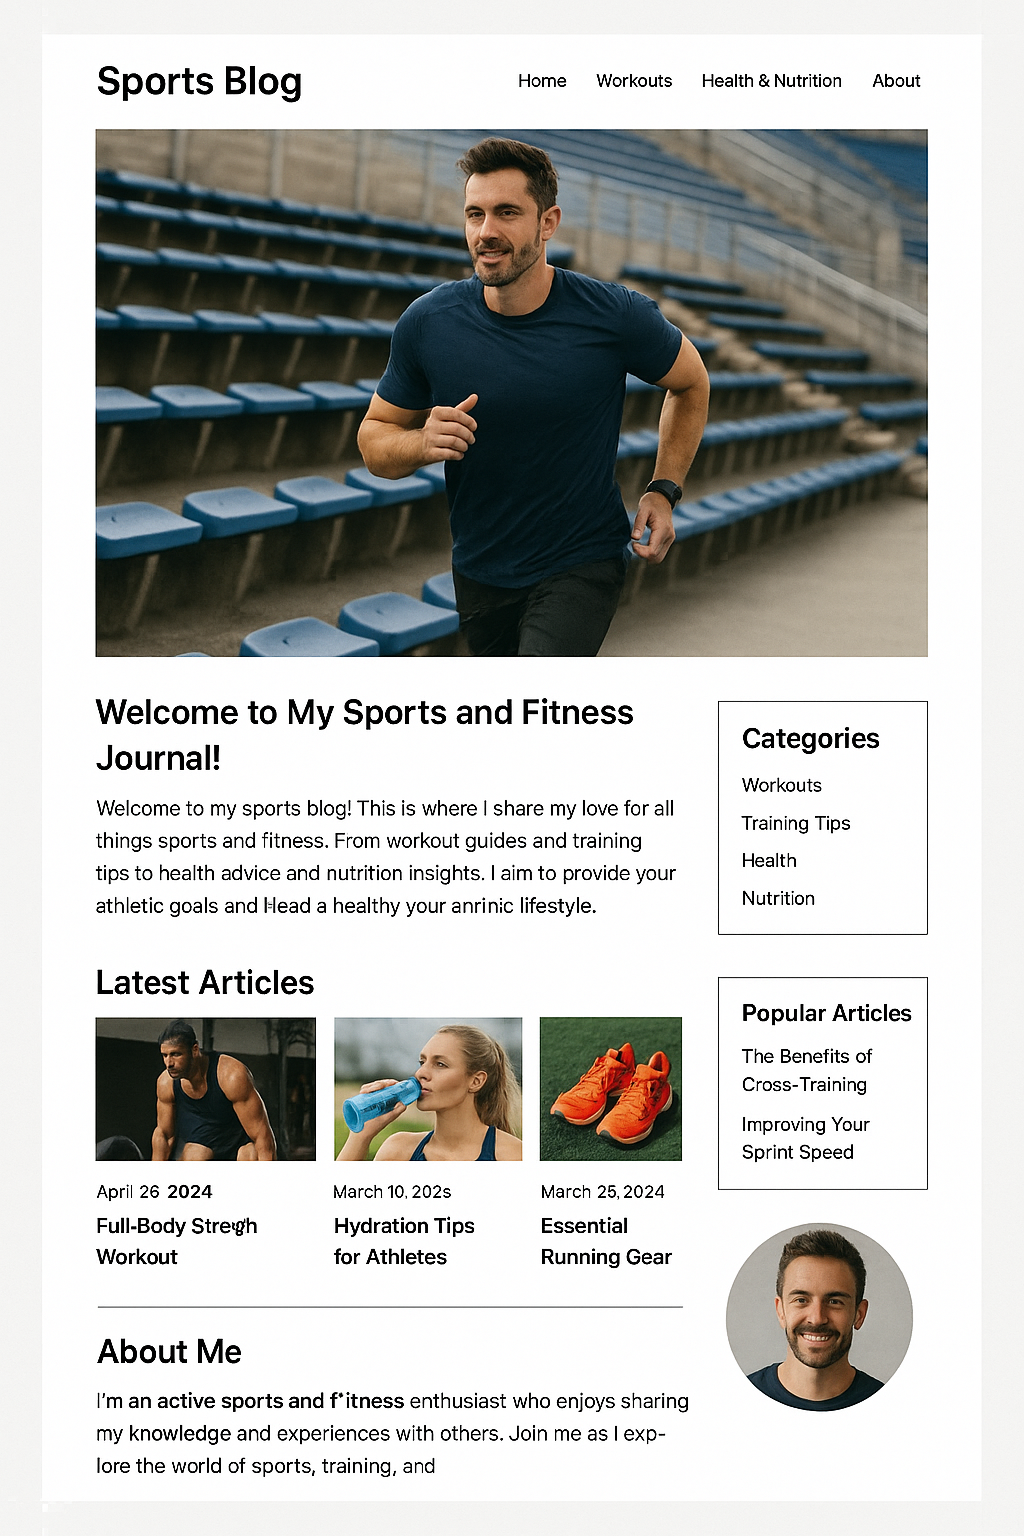 Sports Blog
Home Workouts Health & Nutrition About
Welcome to My Sports and Fitness
Journal!
Welcome to my sports blog! This is where I share my love for all
things sports and fitness. From workout guides and training
tips to health advice and nutrition insights. I aim to provide your
athletic goals and lead a healthy your anrinic lifestyle.
Latest Articles
April 26 2024
Full-Body
Workout
March 10, 202s
Hydration Tips
for Athletes
March 25, 2024
Essential
Running Gear
About Me
I'm an active sports and f'itness enthusiast who enjoys sharing
my knowledge and experiences with others. Join me as I exp-
lore the world of sports, training, and
Categories
Workouts
Training Tips
Health
Nutrition
Popular Articles
The Benefits of
Cross-Training
Improving Your
Sprint Speed